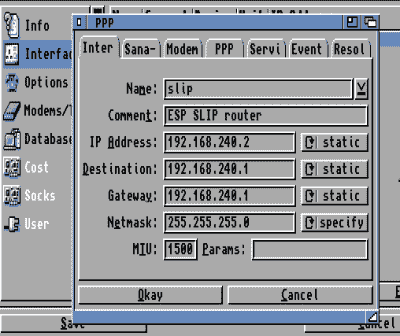 PPP
Info
Inter Sana- Modem PPP Servi Event Resol
Interfac
Options
Name: slip
Modems/
Comment: ESP SLIP router
Database
IP Address: 192.168.240.2 static
Cost
Destination: 192.168.240.1 static
Socks
Gateway: 192.168.240.1 static
User
Netmask: 255.255.255.0 specify
MTU: 1500 Params:
Okay Cancel
Save Cancel